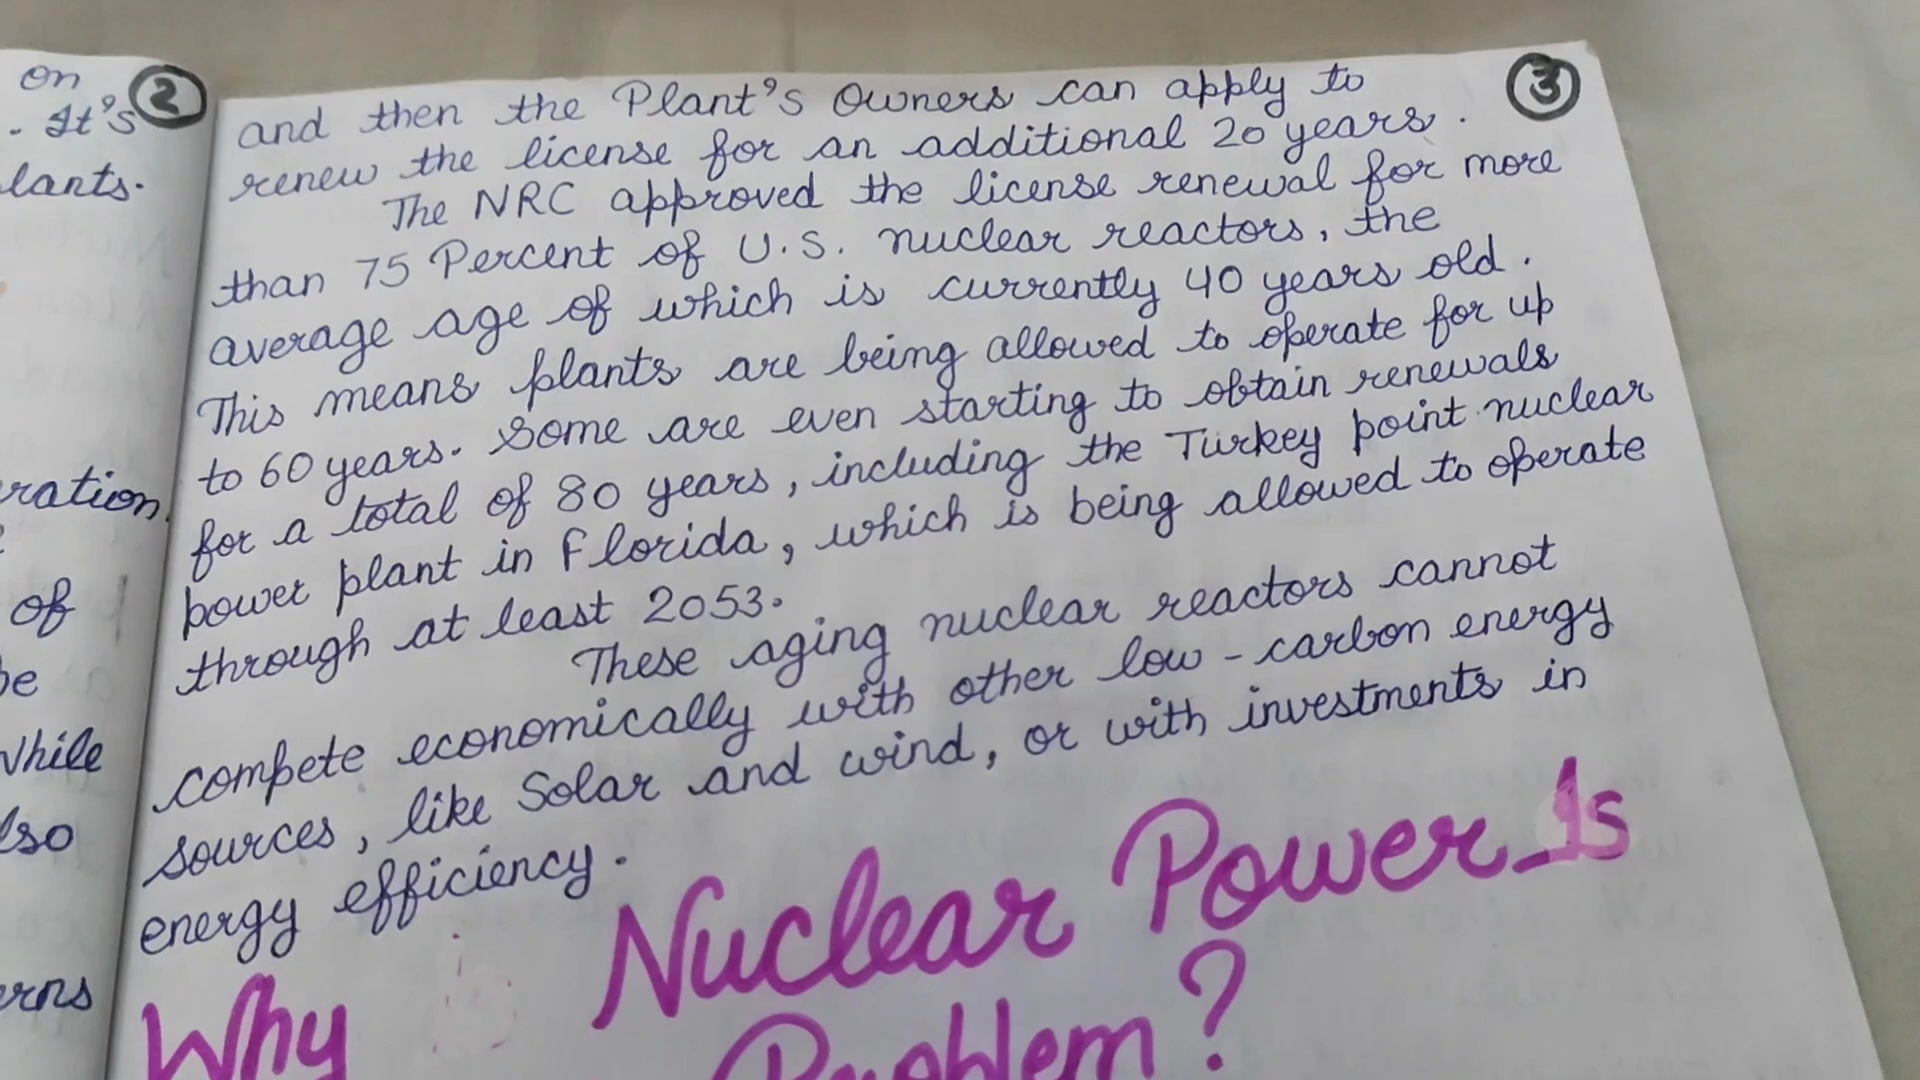 on
. It's
lants.
ration.
of
be
While
lso
erns
2
3
and then the Plant's Owners can apply to
renew the license for an additional 20 years.
The NRC approved the license renewal for more
than 75 Percent of U.S. nuclear reactors, the
average age of which is currently 40 years old.
This means plants are being allowed to operate for up
to 60 years. Some are even starting to obtain renewals
for a total of 80 years, including the Turkey point nuclear
power plant in Florida, which is being allowed to operate
through at least 2053.
These aging nuclear reactors cannot
compete economically with other low-carbon energy
sources, like Solar and wind, or with investments in
energy efficiency.
Why Nuclear Power Is
Problem?